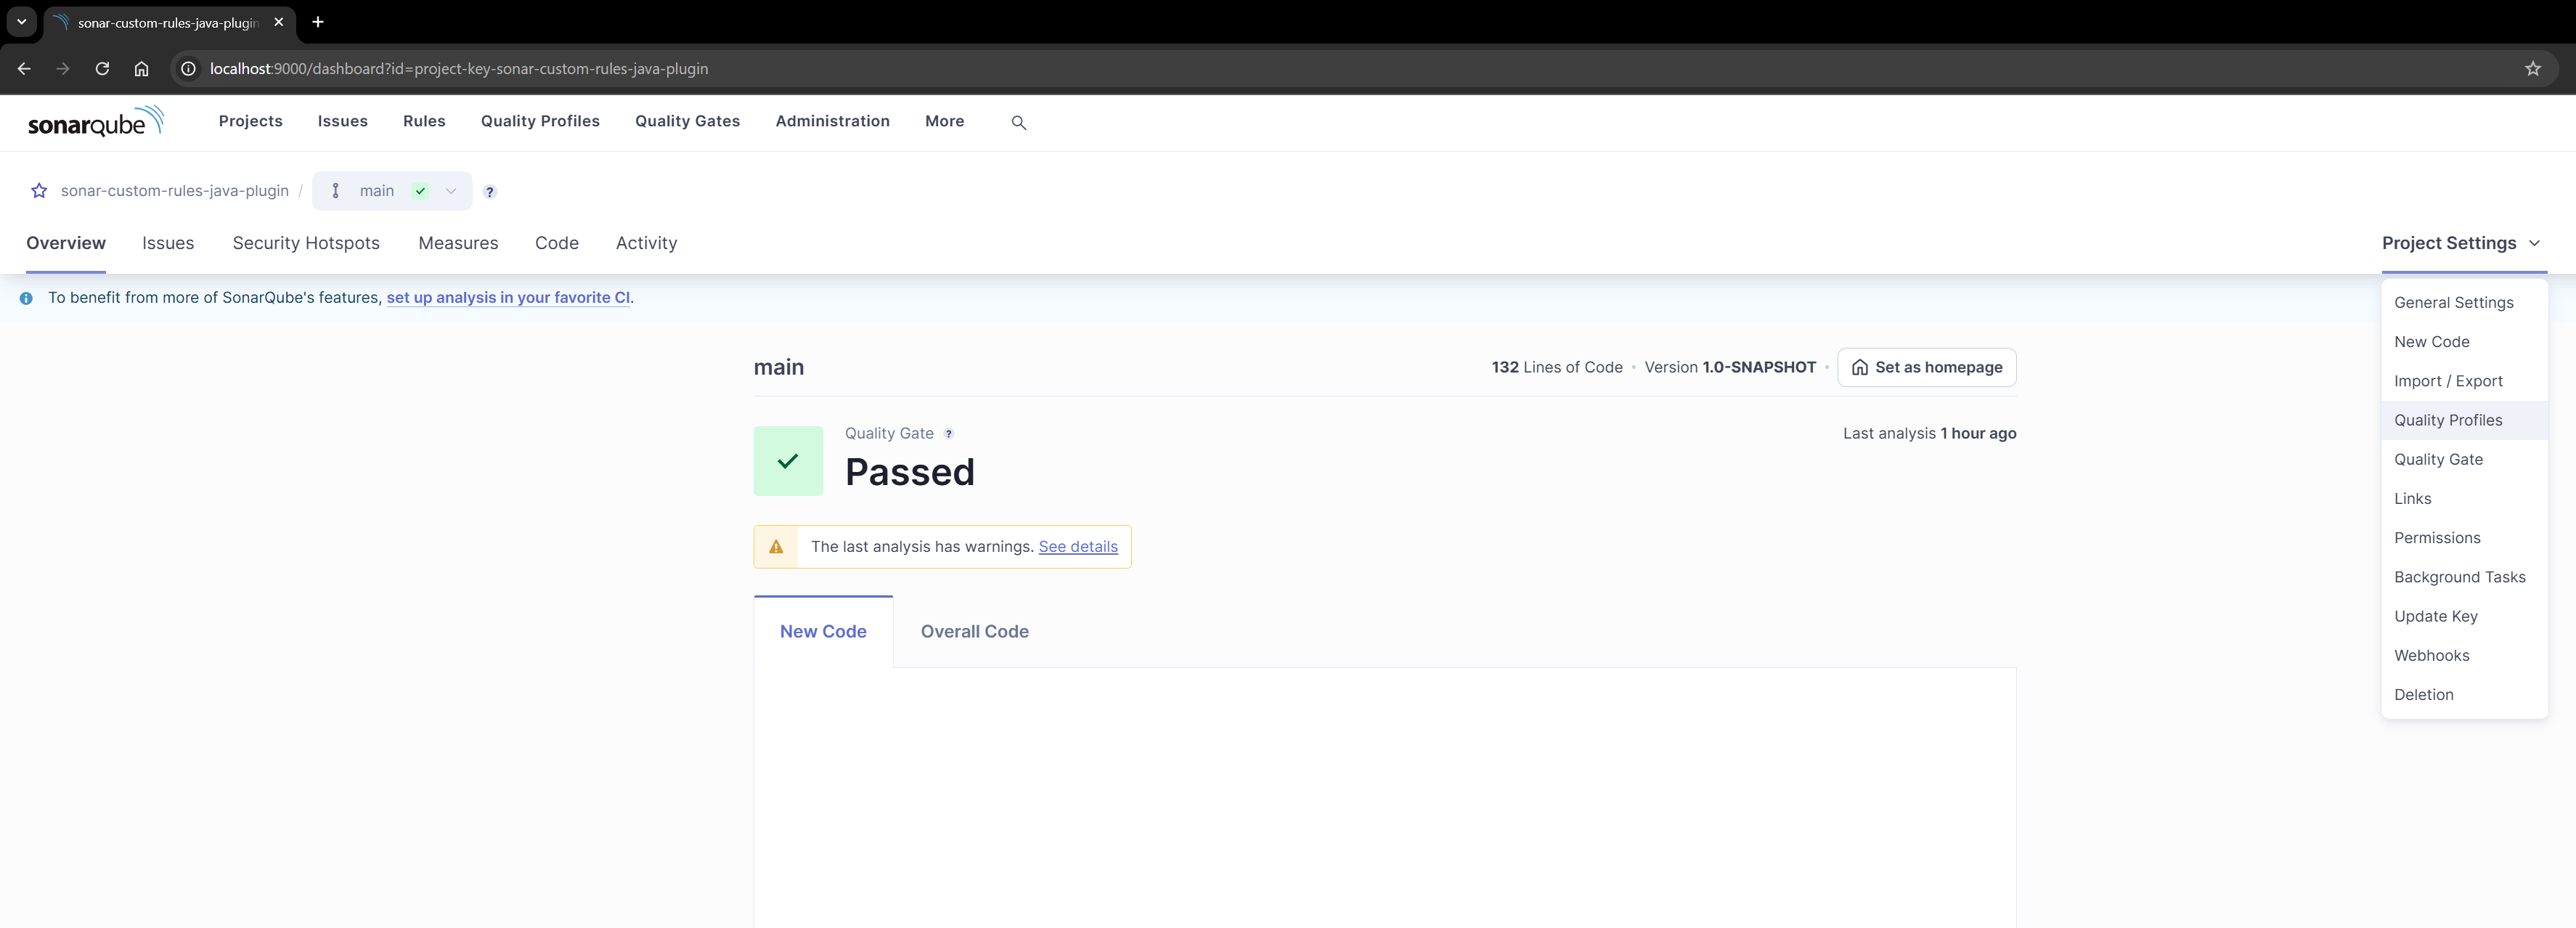 sonar-custom-rules-java-plugin
localhost:9000/dashboard?id=project-key-sonar-custom-rules-java-plugin
sonarqube
Projects Issues Rules Quality Profiles Quality Gates Administration More
sonar-custom-rules-java-plugin / main ?
Overview Issues Security Hotspots Measures Code Activity Project Settings
To benefit from more of SonarQube's features, set up analysis in your favorite CI.
General Settings
New Code
Import / Export
Quality Profiles
Quality Gate
Links
Permissions
Background Tasks
Update Key
Webhooks
Deletion
main 132 Lines of Code • Version 1.0-SNAPSHOT • Set as homepage
Quality Gate ? Last analysis 1 hour ago
Passed
The last analysis has warnings. See details
New Code Overall Code